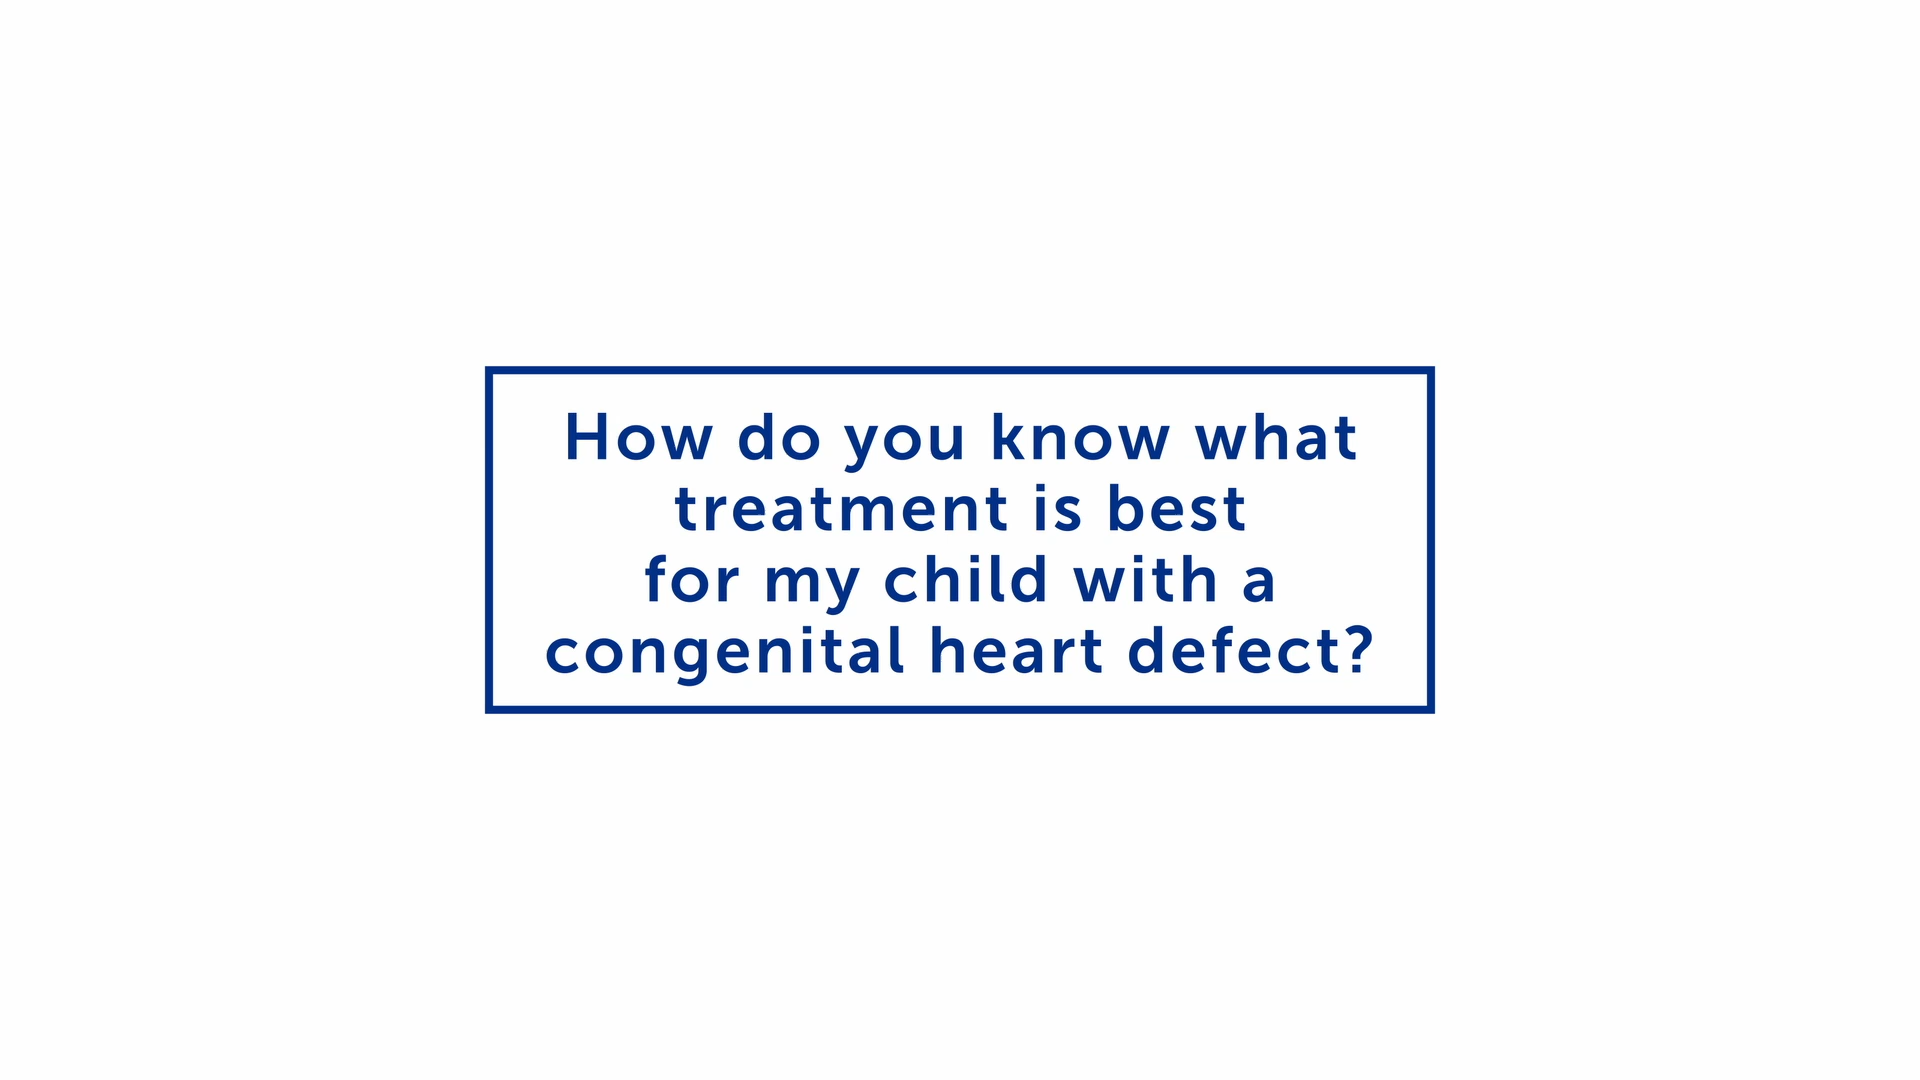 How do you know what
treatment is best
for my child with a
congenital heart defect?